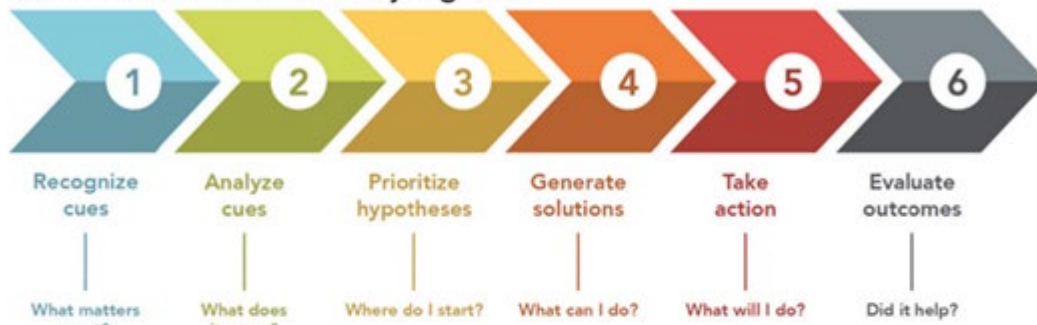 1 2 3 4 5 6
Recognize Analyze Prioritize Generate Take Evaluate
cues cues hypotheses solutions action outcomes
What matters What does Where do I start? What can I do? What will I do? Did it help?